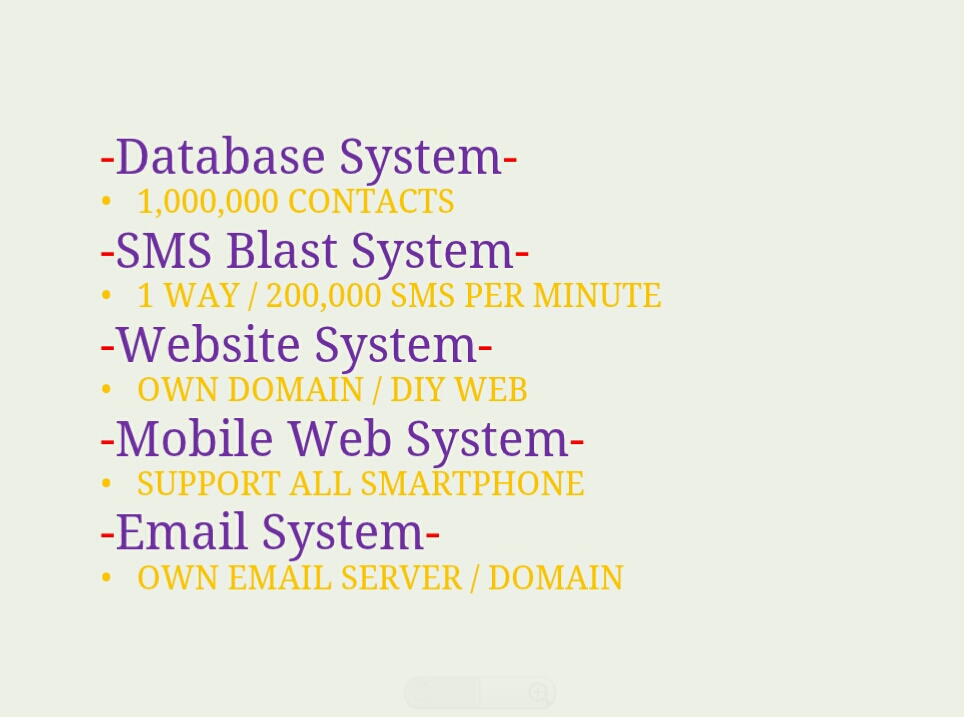 -Database System-
• 1,000,000 CONTACTS
-SMS Blast System-
• 1 WAY / 200,000 SMS PER MINUTE
-Website System-
• OWN DOMAIN / DIY WEB
-Mobile Web System-
• SUPPORT ALL SMARTPHONE
-Email System-
• OWN EMAIL SERVER / DOMAIN